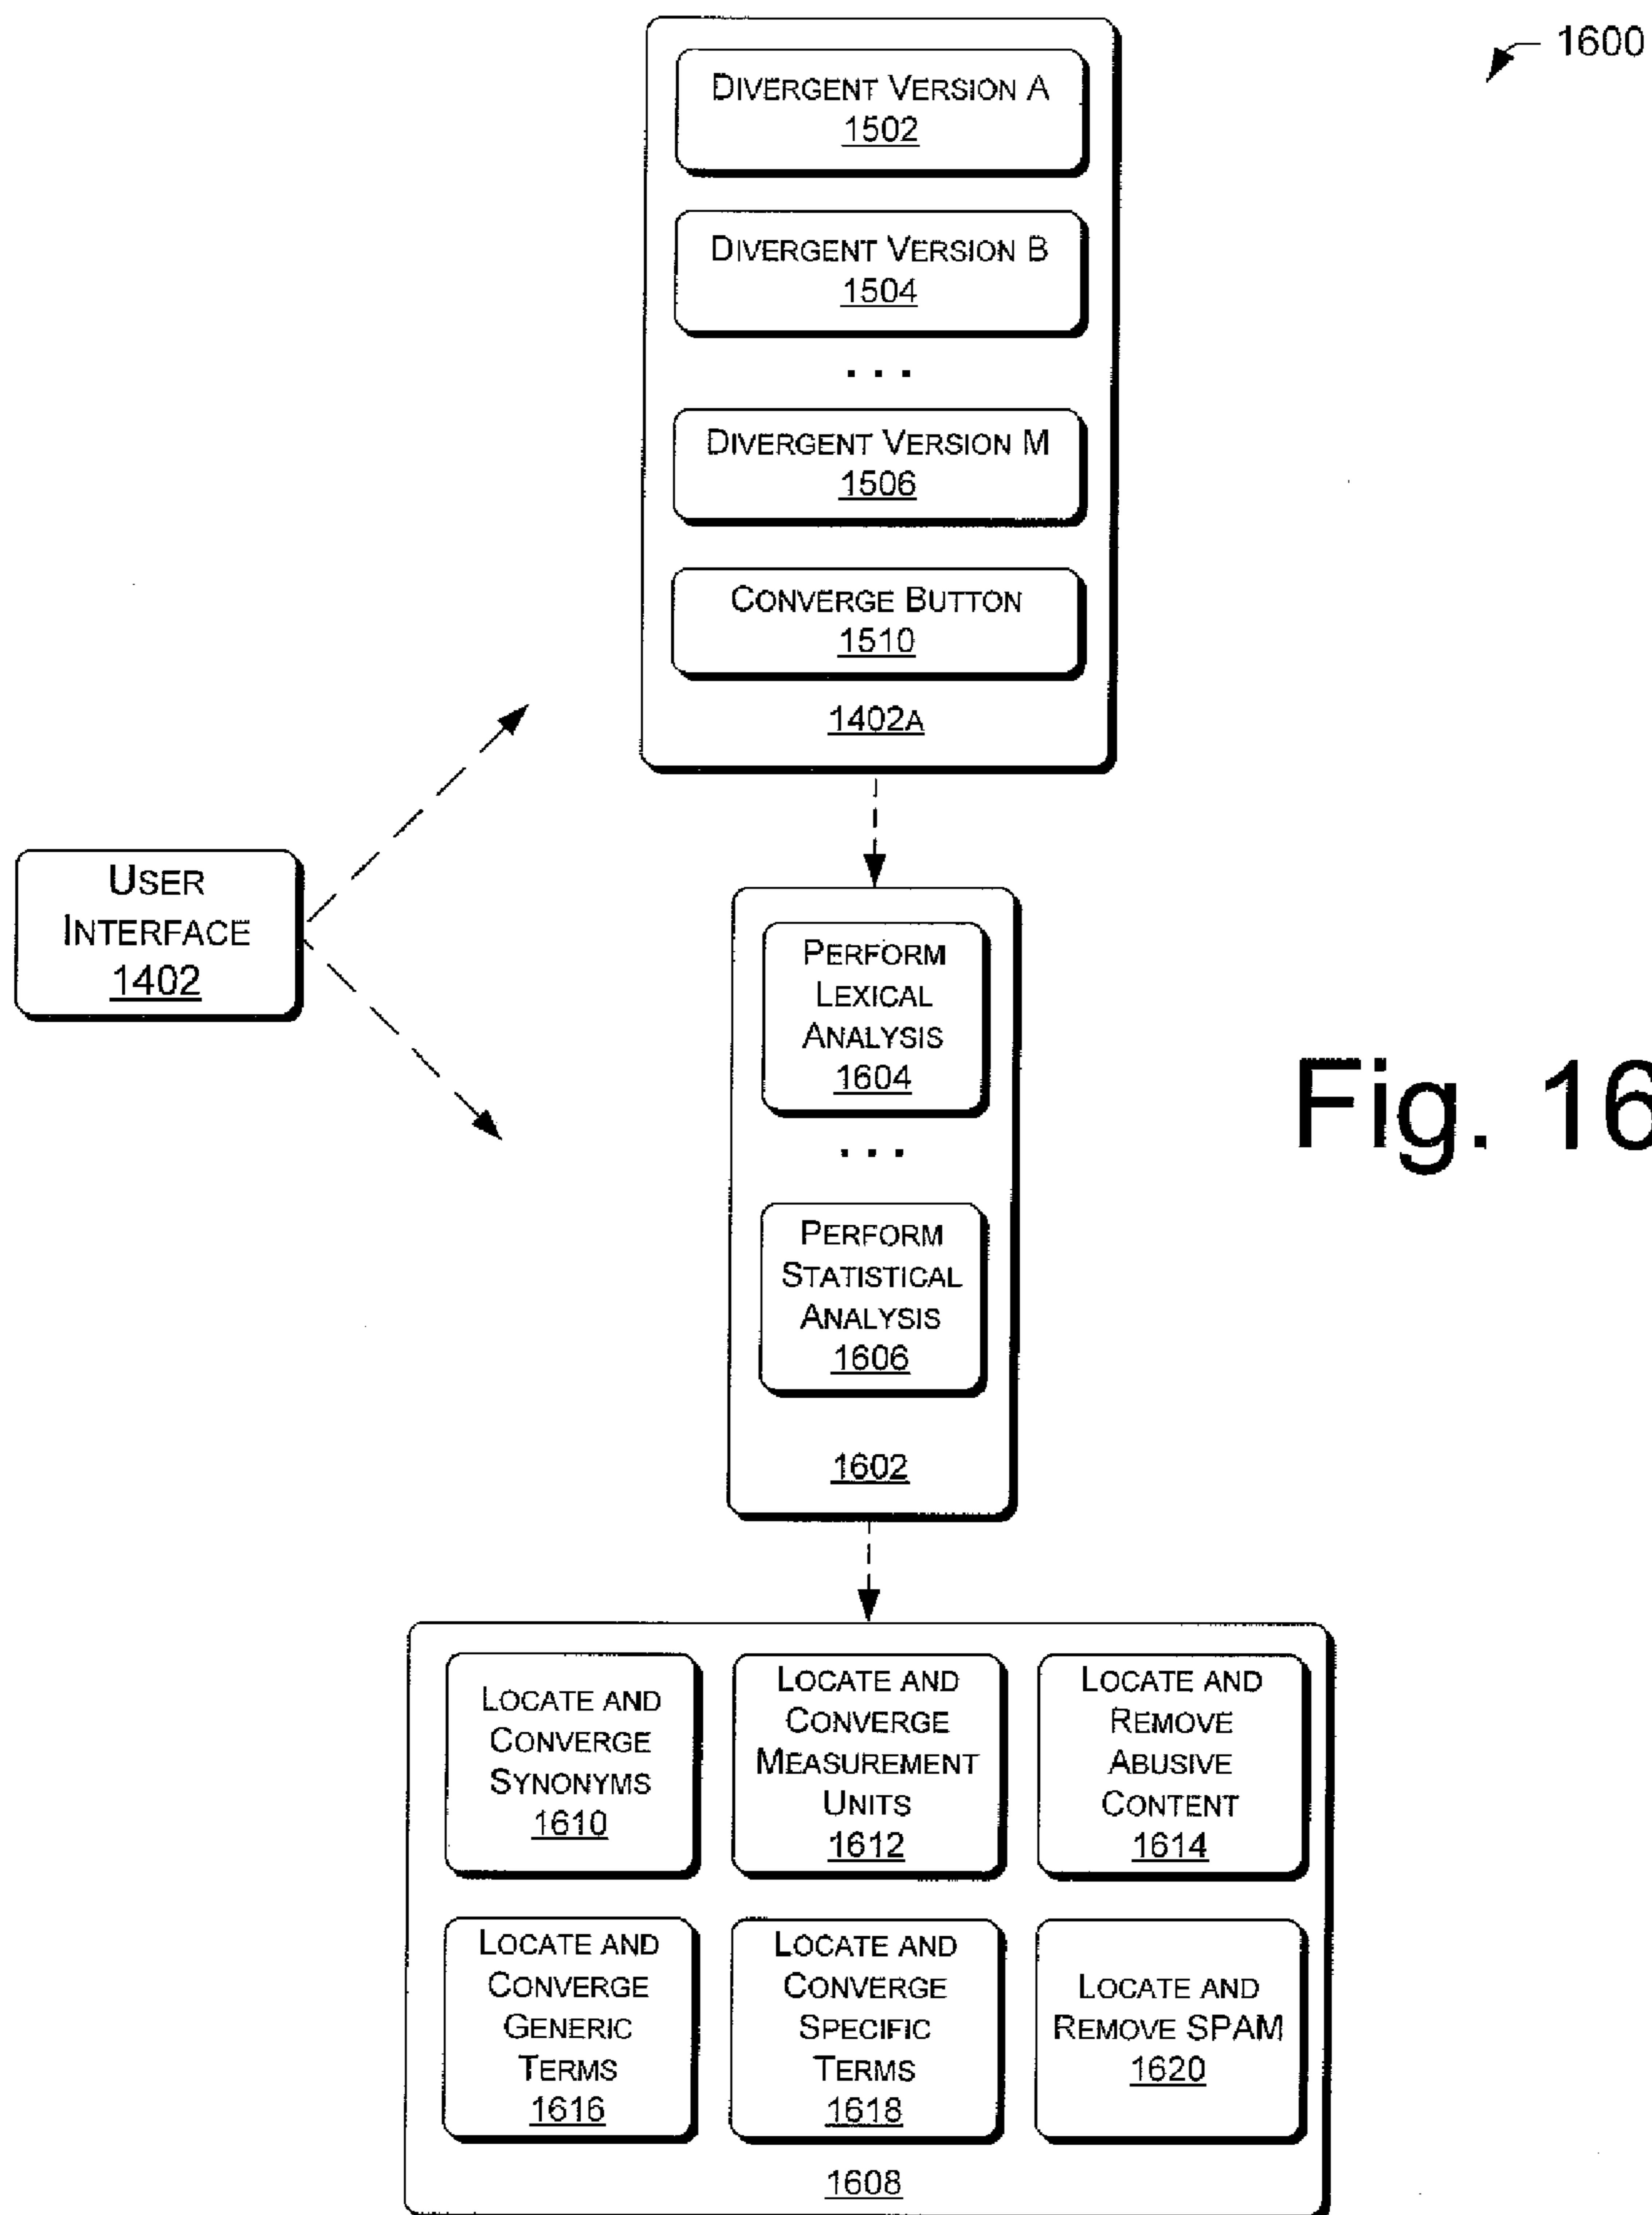 1600
DIVERGENT VERSION A
1502
DIVERGENT VERSION B
1504
...
DIVERGENT VERSION M
1506
CONVERGE BUTTON
1510
1402A
USER
INTERFACE
1402
PERFORM
LEXICAL
ANALYSIS
1604
...
PERFORM
STATISTICAL
ANALYSIS
1606
1602
Fig. 16
LOCATE AND
CONVERGE
SYNONYMS
1610
LOCATE AND
CONVERGE
MEASUREMENT
UNITS
1612
LOCATE AND
REMOVE
ABUSIVE
CONTENT
1614
LOCATE AND
CONVERGE
GENERIC
TERMS
1616
LOCATE AND
CONVERGE
SPECIFIC
TERMS
1618
LOCATE AND
REMOVE SPAM
1620
1608